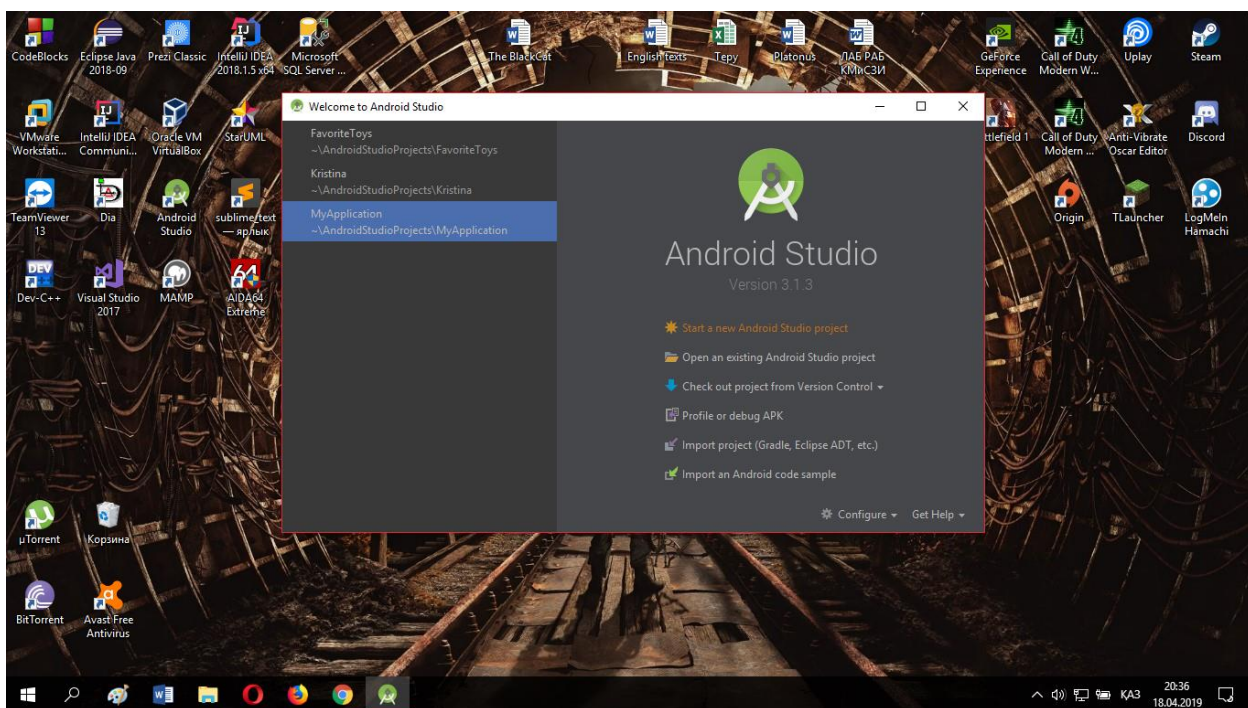 CodeBlocks
Eclipse Java
2018-09
Prezi Classic
IntelliJ IDEA
2018.1.5 x64
Microsoft
SQL Server ...
The BlackCat
English texts
Тері
Platonus
ЛАБ РАБ
КМиСЗИ
GeForce
Experience
Call of Duty
Modern W...
Uplay
Steam
VMware
Workstati...
IntelliJ IDEA
Communi...
Oracle VM
VirtualBox
StarUML
ttlefield 1
Call of Duty
Modern ...
Anti-Vibrate
Oscar Editor
Discord
TeamViewer
13
Dia
Android
Studio
sublime_text
— ярлык
Origin
TLauncher
LogMeIn
Hamachi
Dev-C++
Visual Studio
2017
MAMP
AIDA64
Extreme
µTorrent
Корзина
BitTorrent
Avast Free
Antivirus
Welcome to Android Studio
FavoriteToys
~\AndroidStudioProjects\FavoriteToys
Kristina
~\AndroidStudioProjects\Kristina
MyApplication
~\AndroidStudioProjects\MyApplication
Android Studio
Version 3.1.3
Start a new Android Studio project
Open an existing Android Studio project
Check out project from Version Control
Profile or debug APK
Import project (Gradle, Eclipse ADT, etc.)
Import an Android code sample
Configure
Get Help
ҚАЗ
20:36
18.04.2019